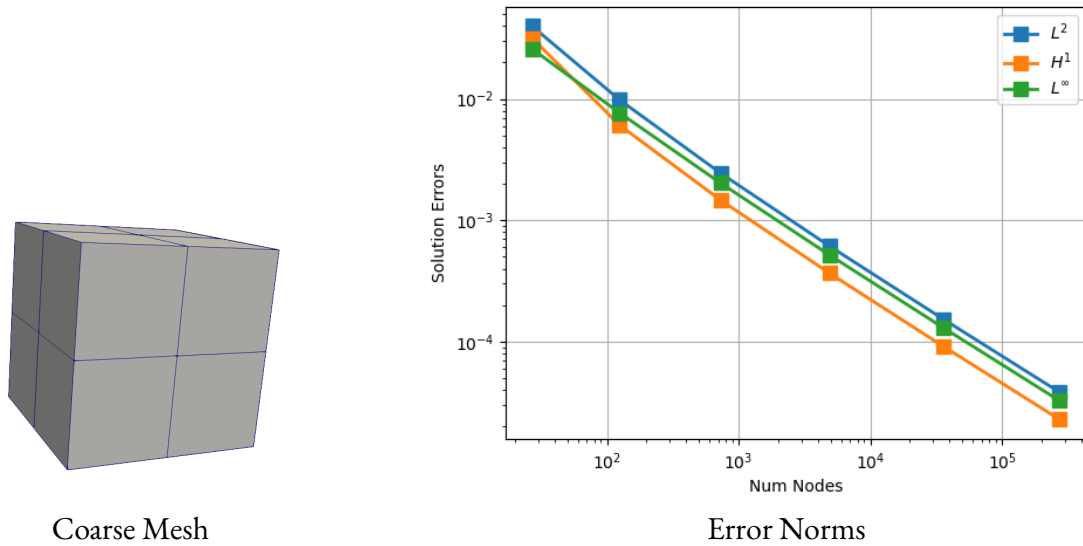 L²
H¹
L∞
10⁻²
10⁻³
10⁻⁴
Solution Errors
10² 10³ 10⁴ 10⁵
Num Nodes
Coarse Mesh
Error Norms